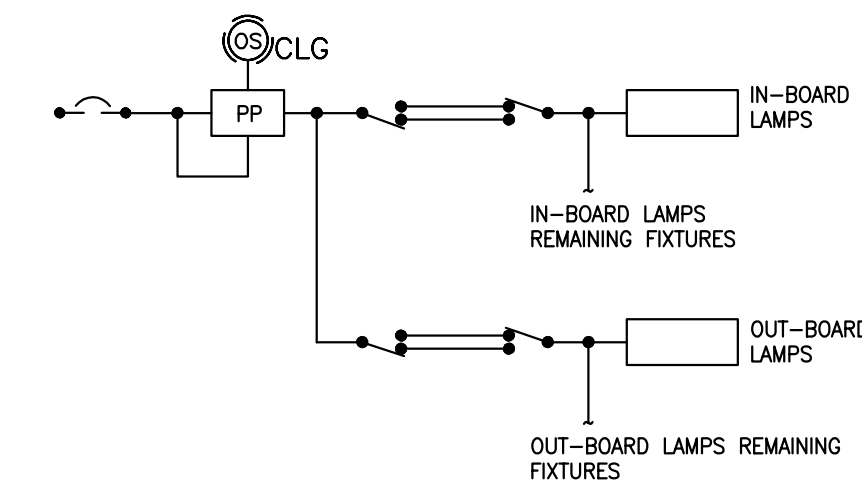 OS CLG
PP
IN-BOARD
LAMPS
IN-BOARD LAMPS
REMAINING FIXTURES
OUT-BOARD
LAMPS
OUT-BOARD LAMPS REMAINING
FIXTURES